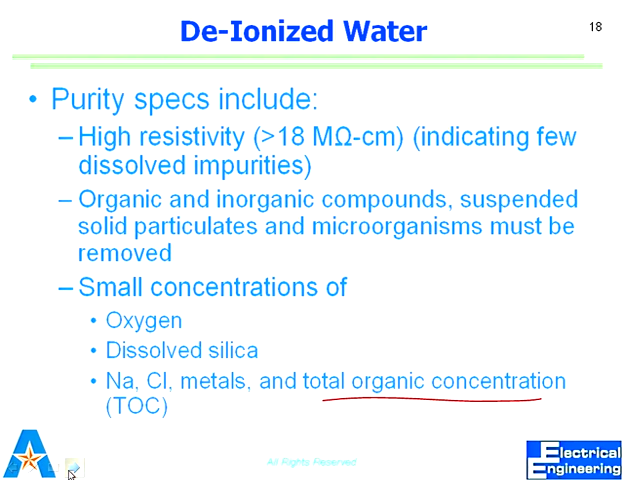 De-Ionized Water
18
• Purity specs include:
– High resistivity (>18 MΩ-cm) (indicating few
dissolved impurities)
– Organic and inorganic compounds, suspended
solid particulates and microorganisms must be
removed
– Small concentrations of
• Oxygen
• Dissolved silica
• Na, Cl, metals, and total organic concentration
(TOC)
All Rights Reserved
Electrical
Engineering